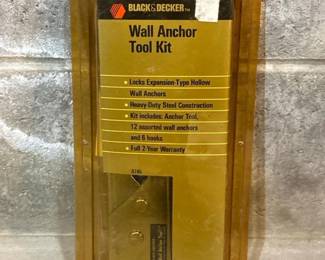 BLACK & DECKER™
Wall Anchor
Tool Kit
• Locks Expansion-Type Hollow
Wall Anchors
• Heavy-Duty Steel Construction
• Kit includes: Anchor Tool,
12 assorted wall anchors
and 6 hooks
• Full 2-Year Warranty